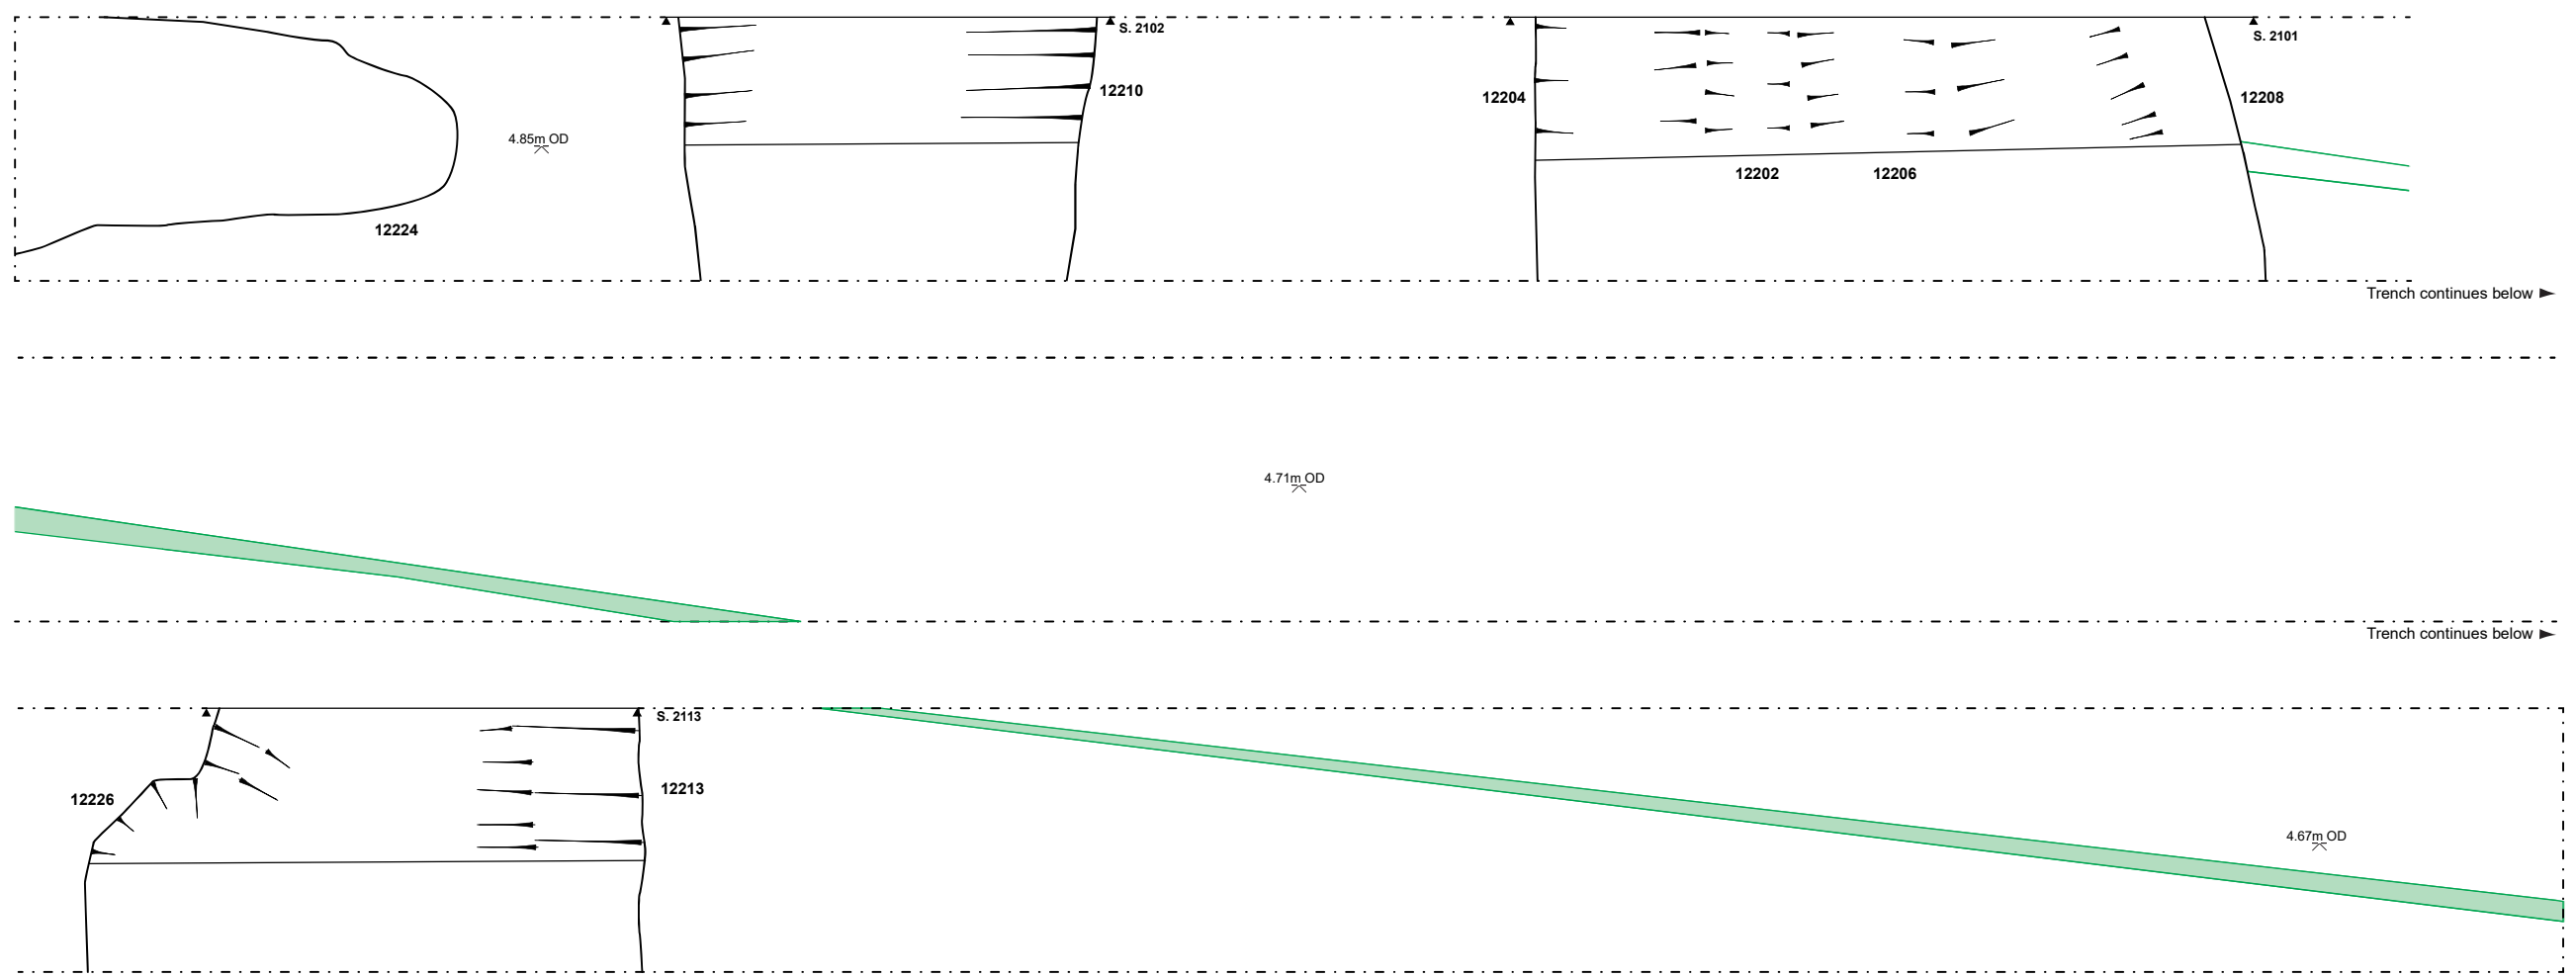 S. 2102
S. 2101
12210
12204
12208
4.85m OD
12202
12206
12224
Trench continues below
4.71m OD
Trench continues below
S. 2113
12226
12213
4.67m OD